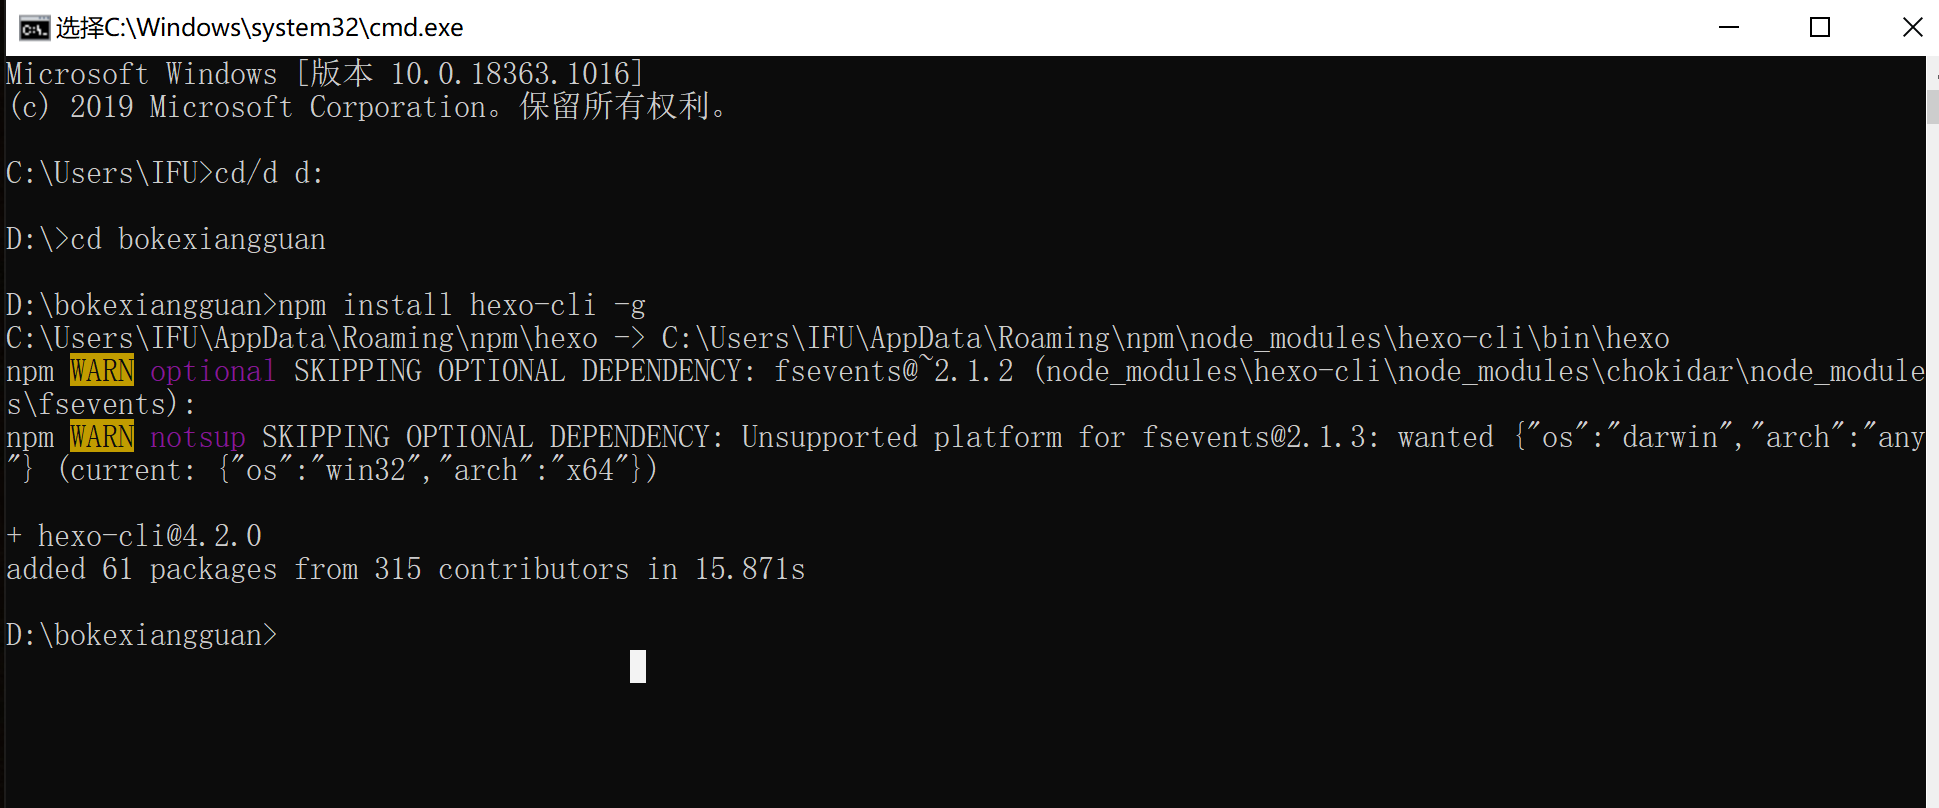 选择C:\Windows\system32\cmd.exe
Microsoft Windows [版本 10.0.18363.1016]
(c) 2019 Microsoft Corporation。保留所有权利。
C:\Users\IFU>cd/d d:
D:\>cd bokexiangguan
D:\bokexiangguan>npm install hexo-cli -g
C:\Users\IFU\AppData\Roaming\npm\hexo -> C:\Users\IFU\AppData\Roaming\npm\node_modules\hexo-cli\bin\hexo
npm WARN optional SKIPPING OPTIONAL DEPENDENCY: fsevents@~2.1.2 (node_modules\hexo-cli\node_modules\chokidar\node_module
s\fsevents):
npm WARN notsup SKIPPING OPTIONAL DEPENDENCY: Unsupported platform for fsevents@2.1.3: wanted {"os":"darwin","arch":"any
"} (current: {"os":"win32","arch":"x64"})
+ hexo-cli@4.2.0
added 61 packages from 315 contributors in 15.871s
D:\bokexiangguan>